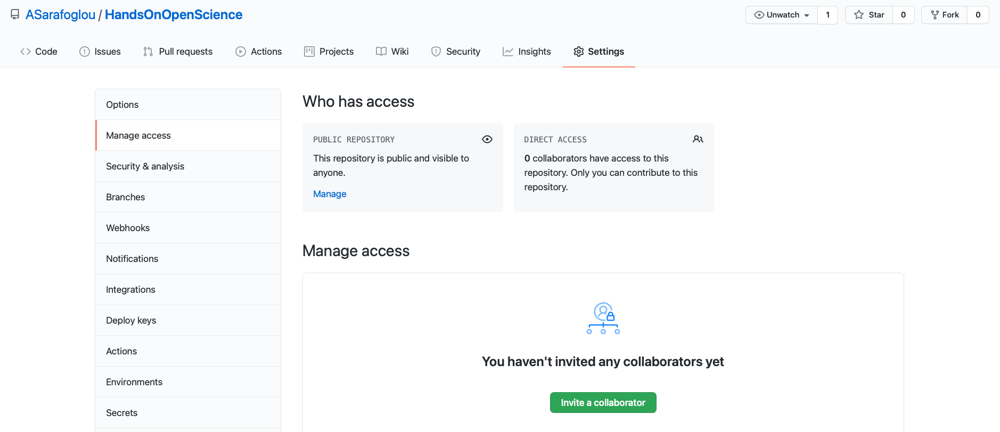 ASarafoglou / HandsOnOpenScience
Unwatch 1 Star 0 Fork 0
Code Issues Pull requests Actions Projects Wiki Security Insights Settings
Options
Manage access
Security & analysis
Branches
Webhooks
Notifications
Integrations
Deploy keys
Actions
Environments
Secrets
Who has access
PUBLIC REPOSITORY
This repository is public and visible to
anyone.
Manage
DIRECT ACCESS
0 collaborators have access to this
repository. Only you can contribute to this
repository.
Manage access
You haven't invited any collaborators yet
Invite a collaborator